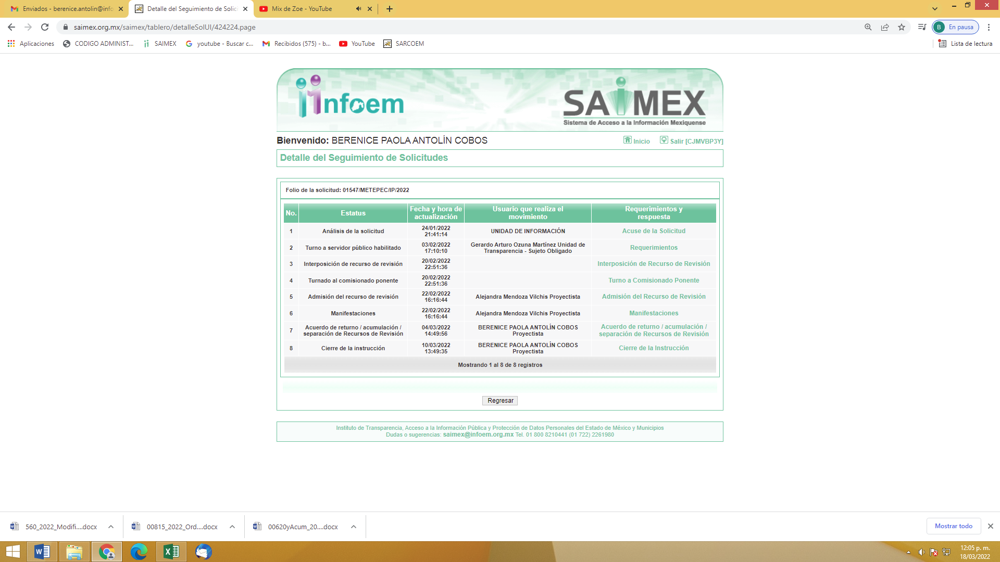 Enviados - berenice.antolin@info
Detalle del Seguimiento de Solici
Mix de Zoe - YouTube
saimex.org.mx/saimex/tablero/detalleSolUI/424224.page
B En pausa
Aplicaciones
CODIGO ADMINIST...
SAIMEX
youtube - Buscar c...
Recibidos (575) - b...
YouTube
SARCOEM
Lista de lectura
infoem
SAIMEX
Sistema de Acceso a la Información Mexiquense
Bienvenido: BERENICE PAOLA ANTOLÍN COBOS
Inicio
Salir [CJMVBP3Y]
Detalle del Seguimiento de Solicitudes
Folio de la solicitud: 01547/METEPEC/IP/2022
No.
Estatus
Fecha y hora de
actualización
Usuario que realiza el
movimiento
Requerimientos y
respuesta
1
Análisis de la solicitud
24/01/2022
21:41:14
UNIDAD DE INFORMACIÓN
Acuse de la Solicitud
2
Turno a servidor público habilitado
03/02/2022
17:10:10
Gerardo Arturo Ozuna Martínez Unidad de
Transparencia - Sujeto Obligado
Requerimientos
3
Interposición de recurso de revisión
20/02/2022
22:51:36
Interposición de Recurso de Revisión
4
Turnado al comisionado ponente
20/02/2022
22:51:36
Turno a Comisionado Ponente
5
Admisión del recurso de revisión
22/02/2022
16:16:44
Alejandra Mendoza Vilchis Proyectista
Admisión del Recurso de Revisión
6
Manifestaciones
22/02/2022
16:16:44
Alejandra Mendoza Vilchis Proyectista
Manifestaciones
7
Acuerdo de returno / acumulación /
separación de Recursos de Revisión
04/03/2022
14:49:56
BERENICE PAOLA ANTOLÍN COBOS
Proyectista
Acuerdo de returno / acumulación /
separación de Recursos de Revisión
8
Cierre de la instrucción
10/03/2022
13:49:35
BERENICE PAOLA ANTOLÍN COBOS
Proyectista
Cierre de la Instrucción
Mostrando 1 al 8 de 8 registros
Regresar
Instituto de Transparencia, Acceso a la Información Pública y Protección de Datos Personales del Estado de México y Municipios
Dudas o sugerencias: saimex@infoem.org.mx Tel. 01 800 8210441 (01 722) 2261980
560_2022_Modifi....docx
00815_2022_Ord....docx
00620yAcum_20....docx
Mostrar todo
12:05 p. m.
18/03/2022